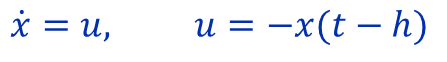 ẋ = u,  u = −x(t − h)